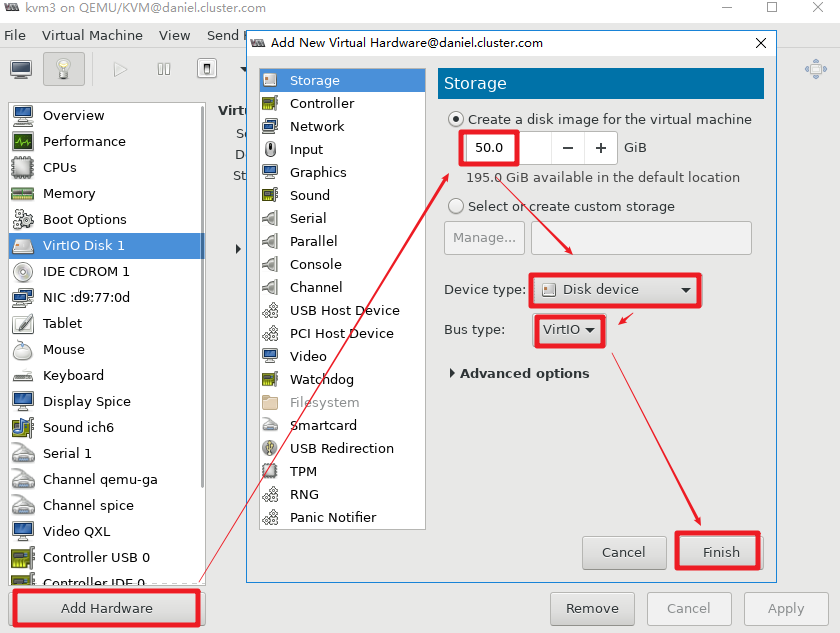 kvm3 on QEMU/KVM@daniel.cluster.com
File Virtual Machine View Send
Overview
Performance
CPUs
Memory
Boot Options
VirtIO Disk 1
IDE CDROM 1
NIC :d9:77:0d
Tablet
Mouse
Keyboard
Display Spice
Sound ich6
Serial 1
Channel qemu-ga
Channel spice
Video QXL
Controller USB 0
Controller IDE 0
Add Hardware
Add New Virtual Hardware@daniel.cluster.com
Storage
Controller
Network
Input
Graphics
Sound
Serial
Parallel
Console
Channel
USB Host Device
PCI Host Device
Video
Watchdog
Filesystem
Smartcard
USB Redirection
TPM
RNG
Panic Notifier
Storage
Create a disk image for the virtual machine
50.0 − + GiB
195.0 GiB available in the default location
Select or create custom storage
Manage...
Device type: Disk device
Bus type: VirtIO
Advanced options
Cancel Finish
Remove Cancel Apply